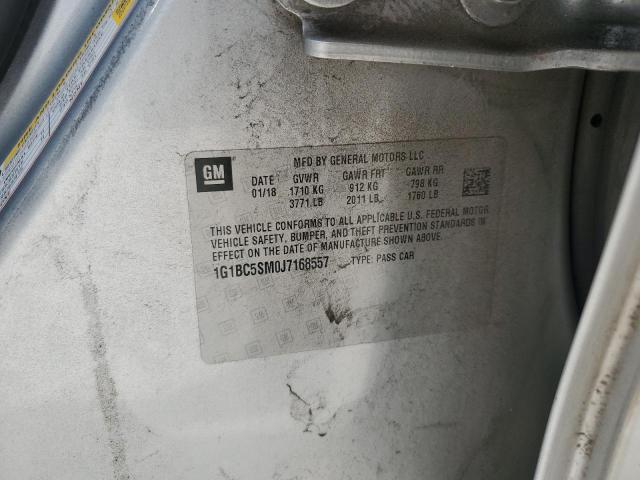 GM
MFD BY GENERAL MOTORS LLC
DATE GVWR GAWR FRT GAWR RR
01/18 1710 KG 912 KG 798 KG
3771 LB 2011 LB 1760 LB
THIS VEHICLE CONFORMS TO ALL APPLICABLE U.S. FEDERAL MOTOR
VEHICLE SAFETY, BUMPER, AND THEFT PREVENTION STANDARDS IN
EFFECT ON THE DATE OF MANUFACTURE SHOWN ABOVE.
1G1BC5SM0J7168557 TYPE: PASS CAR